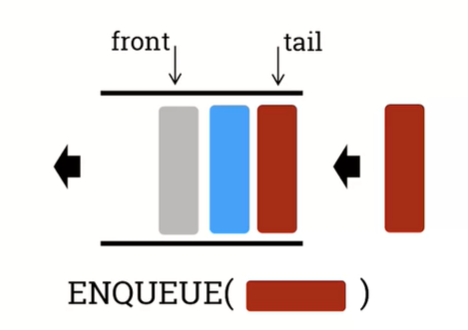 front tail
ENQUEUE( )